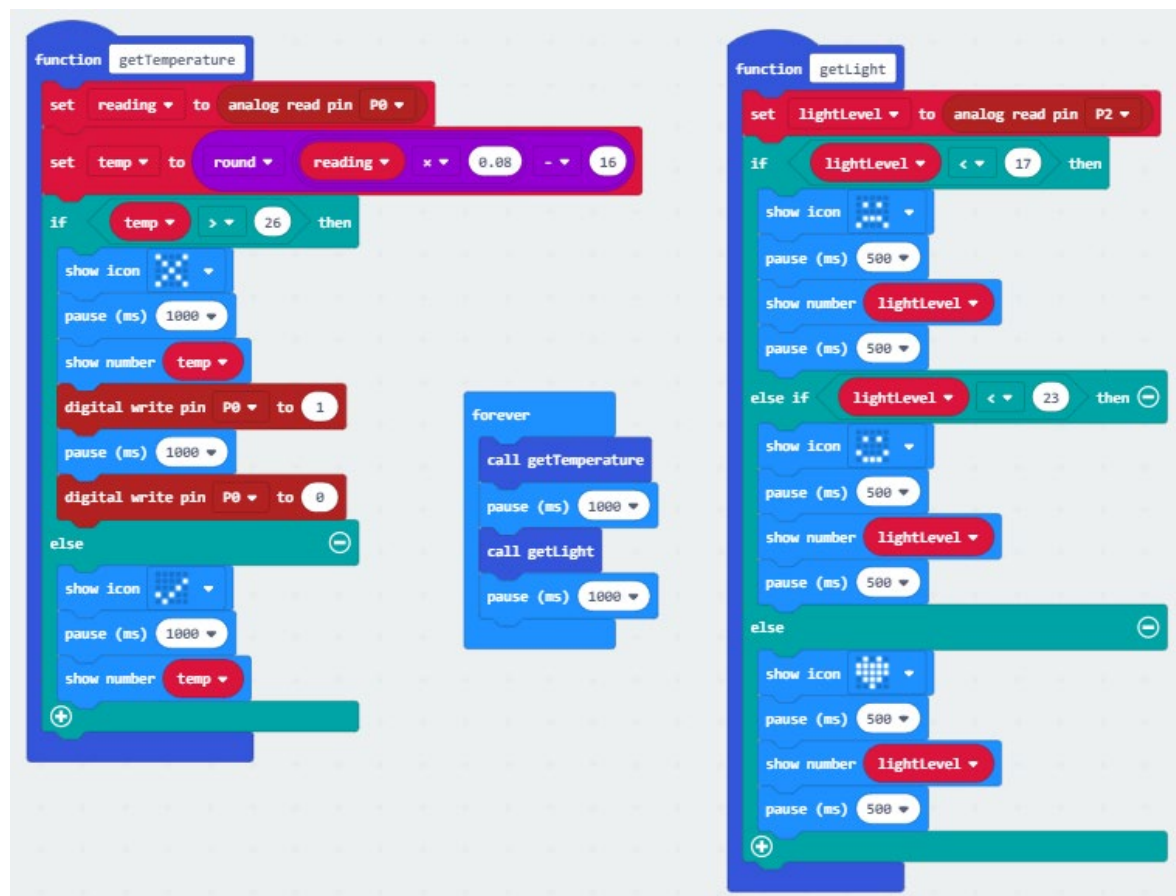 function getTemperature
set reading to analog read pin P0
set temp to round reading × 0.08 - 16
if temp > 26 then
show icon
pause (ms) 1000
show number temp
digital write pin P0 to 1
pause (ms) 1000
digital write pin P0 to 0
else
show icon
pause (ms) 1000
show number temp
forever
call getTemperature
pause (ms) 1000
call getLight
pause (ms) 1000
function getLight
set lightLevel to analog read pin P2
if lightLevel < 17 then
show icon
pause (ms) 500
show number lightLevel
pause (ms) 500
else if lightLevel < 23 then
show icon
pause (ms) 500
show number lightLevel
pause (ms) 500
else
show icon
pause (ms) 500
show number lightLevel
pause (ms) 500